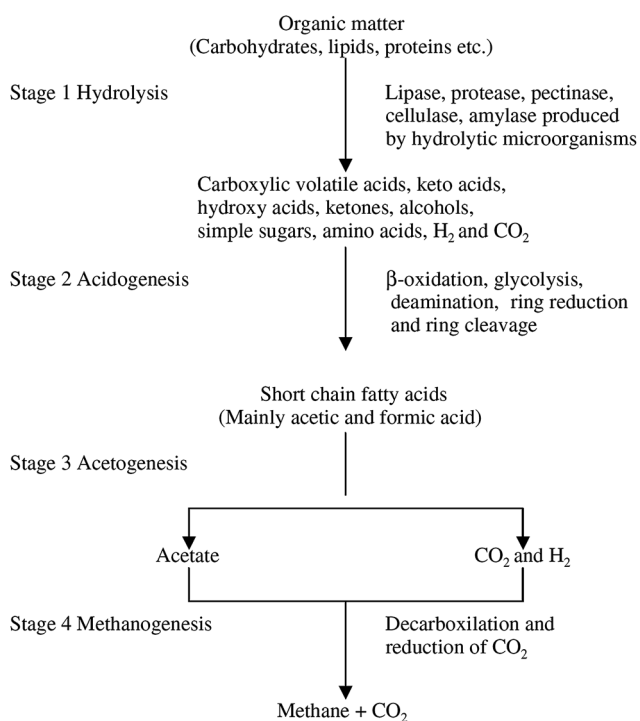 Organic matter
(Carbohydrates, lipids, proteins etc.)
Stage 1 Hydrolysis
Lipase, protease, pectinase,
cellulase, amylase produced
by hydrolytic microorganisms
Carboxylic volatile acids, keto acids,
hydroxy acids, ketones, alcohols,
simple sugars, amino acids, H₂ and CO₂
Stage 2 Acidogenesis
β-oxidation, glycolysis,
deamination, ring reduction
and ring cleavage
Short chain fatty acids
(Mainly acetic and formic acid)
Stage 3 Acetogenesis
Acetate
CO₂ and H₂
Stage 4 Methanogenesis
Decarboxilation and
reduction of CO₂
Methane + CO₂